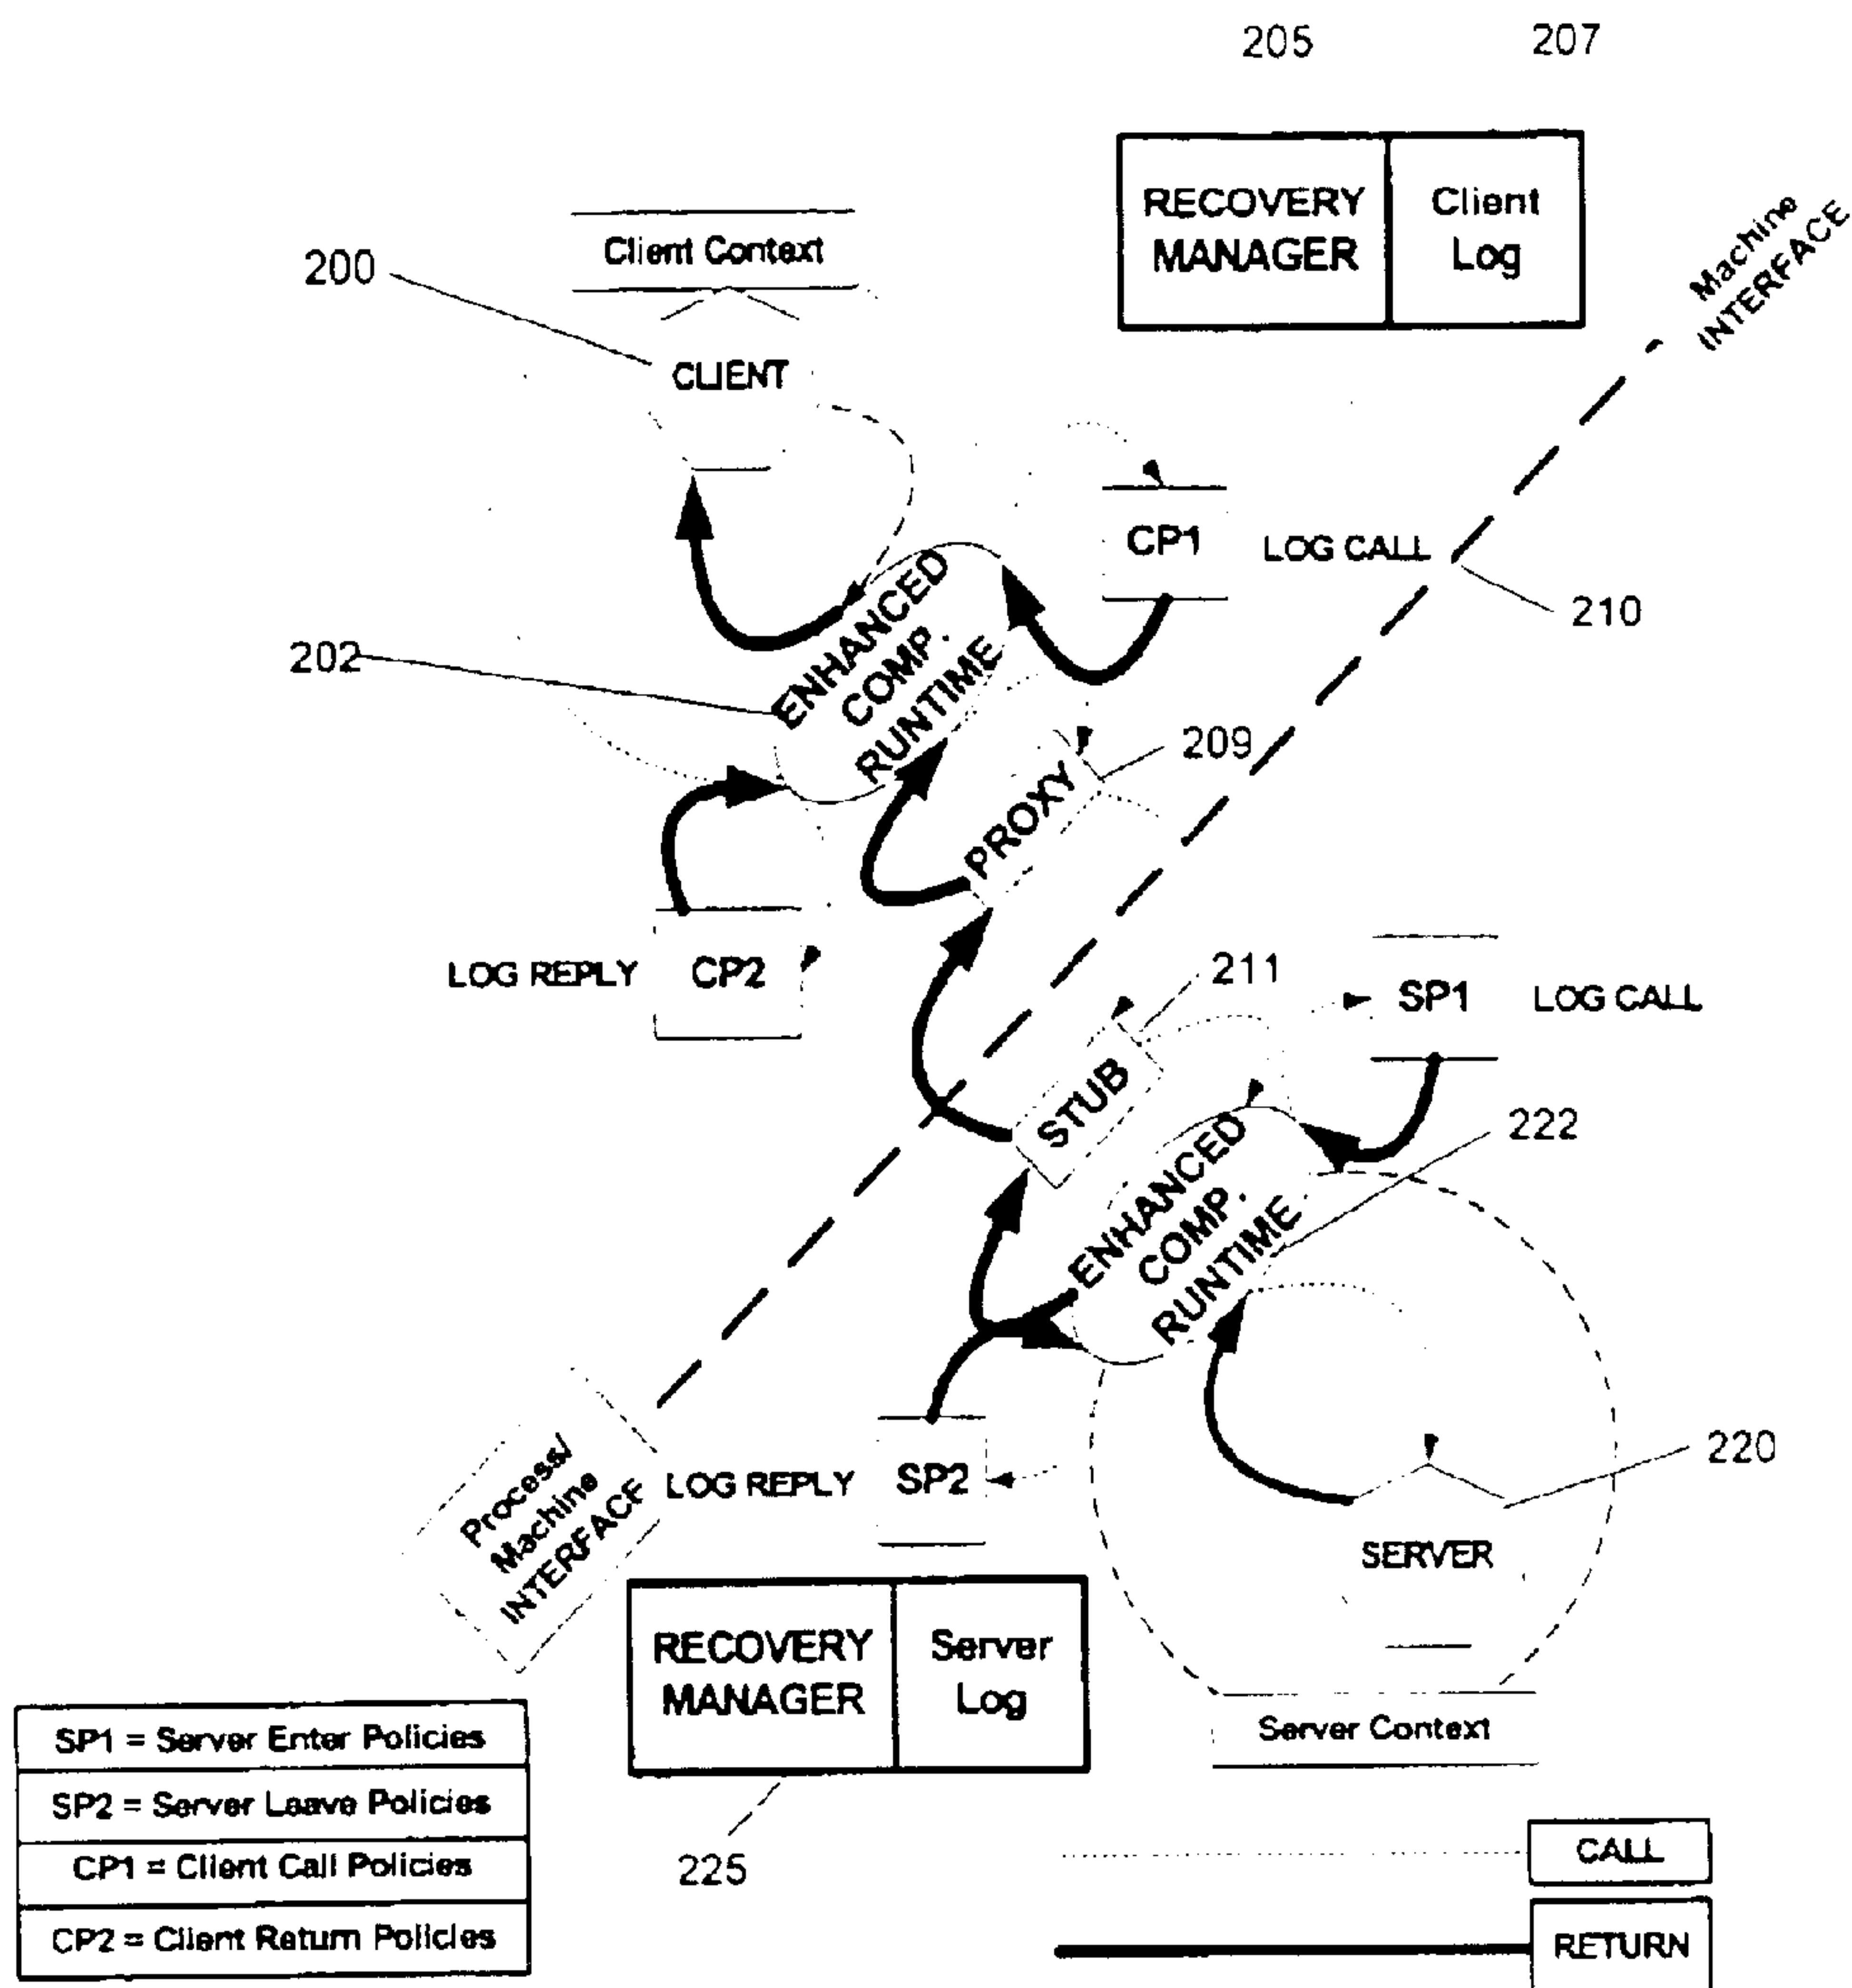 205
207
RECOVERY
MANAGER
Client
Log
Machine
INTERFACE
Client Context
200
CLIENT
CP1
LOG CALL
210
ENHANCED
COMP.
RUNTIME
202
209
PROXY
LOG REPLY
CP2
211
SP1
LOG CALL
STUB
222
ENHANCED
COMP.
RUNTIME
220
Process/
Machine
INTERFACE
LOG REPLY
SP2
SERVER
RECOVERY
MANAGER
Server
Log
Server Context
225
SP1 = Server Enter Policies
SP2 = Server Leave Policies
CP1 = Client Call Policies
CP2 = Client Return Policies
CALL
RETURN